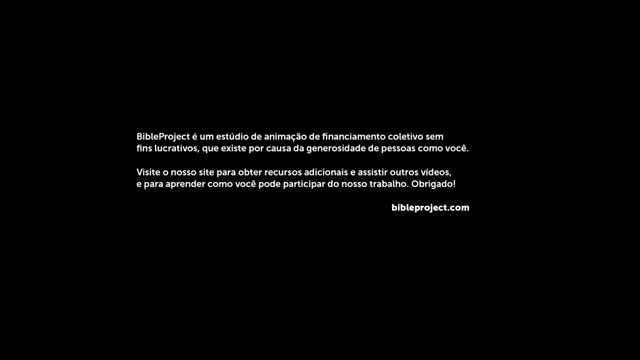 BibleProject é um estúdio de animação de financiamento coletivo sem
fins lucrativos, que existe por causa da generosidade de pessoas como você.
Visite o nosso site para obter recursos adicionais e assistir outros vídeos,
e para aprender como você pode participar do nosso trabalho. Obrigado!
bibleproject.com